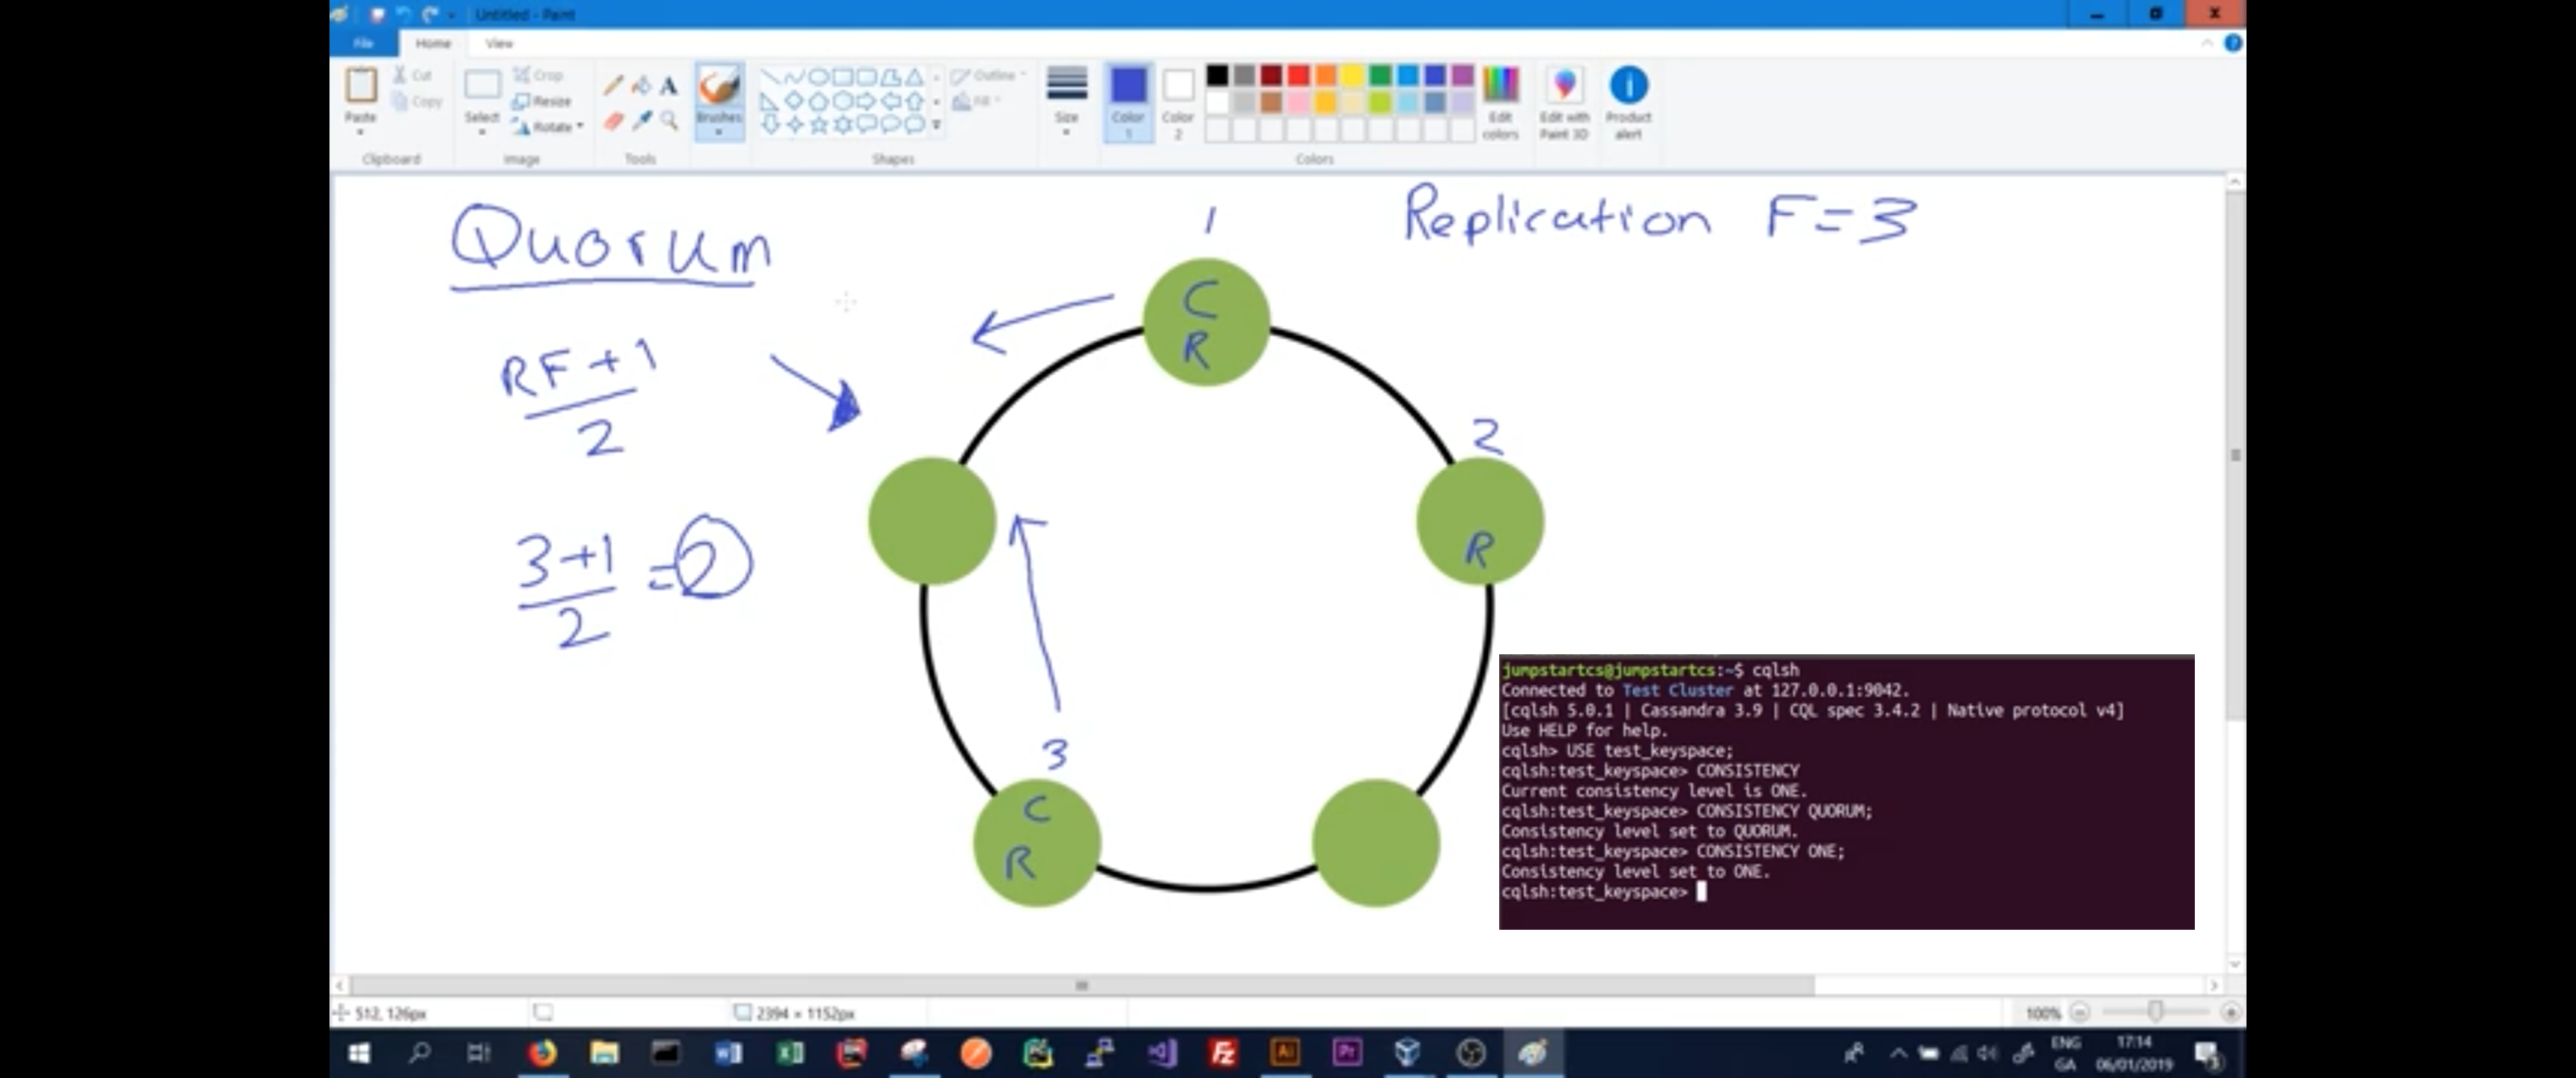 Untitled - Paint
File Home View
Paste
Cut
Copy
Clipboard
Select
Crop
Resize
Rotate
Image
A
Tools
Brushes
Outline
Fill
Shapes
Size
Color 1
Color 2
Edit colors
Edit with Paint 3D
Product alert
Colors
Quorum
RF+1
2
3+1
2
=2
Replication F=3
1
C
R
2
R
3
C
R
jumpstartcs@jumpstartcs:~$ cqlsh
Connected to Test Cluster at 127.0.0.1:9042.
[cqlsh 5.0.1 | Cassandra 3.9 | CQL spec 3.4.2 | Native protocol v4]
Use HELP for help.
cqlsh> USE test_keyspace;
cqlsh:test_keyspace> CONSISTENCY
Current consistency level is ONE.
cqlsh:test_keyspace> CONSISTENCY QUORUM;
Consistency level set to QUORUM.
cqlsh:test_keyspace> CONSISTENCY ONE;
Consistency level set to ONE.
cqlsh:test_keyspace>
512, 126px
2394 × 1152px
100%
Fz
Ai
Pr
ENG
GA
17:14
06/01/2019